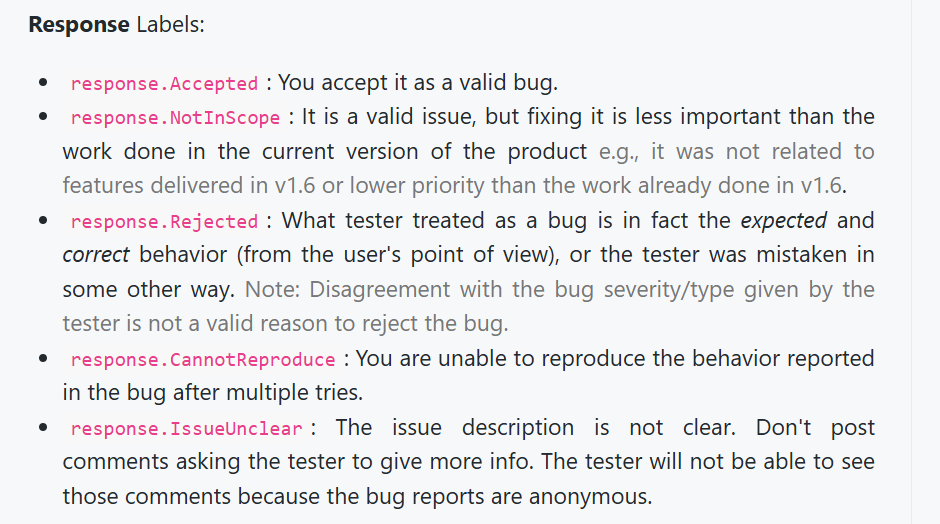 Response Labels:
• response.Accepted : You accept it as a valid bug.
• response.NotInScope : It is a valid issue, but fixing it is less important than the
work done in the current version of the product e.g., it was not related to
features delivered in v1.6 or lower priority than the work already done in v1.6.
• response.Rejected : What tester treated as a bug is in fact the expected and
correct behavior (from the user's point of view), or the tester was mistaken in
some other way. Note: Disagreement with the bug severity/type given by the
tester is not a valid reason to reject the bug.
• response.CannotReproduce : You are unable to reproduce the behavior reported
in the bug after multiple tries.
• response.IssueUnclear : The issue description is not clear. Don't post
comments asking the tester to give more info. The tester will not be able to see
those comments because the bug reports are anonymous.